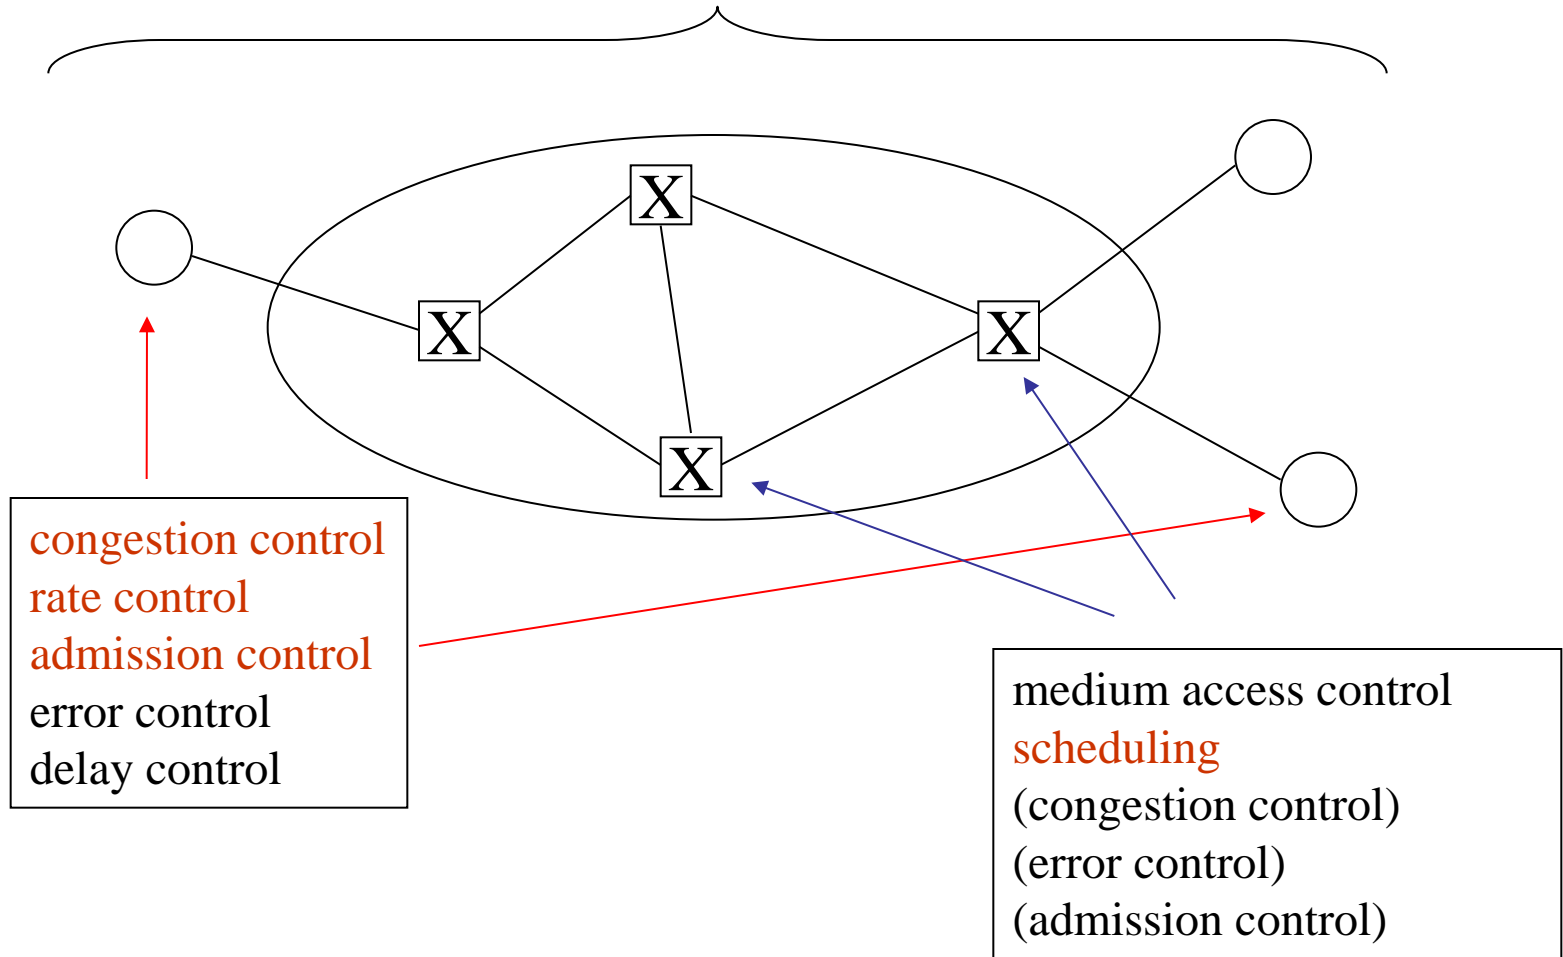 X
X
X
X
congestion control
rate control
admission control
error control
delay control
medium access control
scheduling
(congestion control)
(error control)
(admission control)